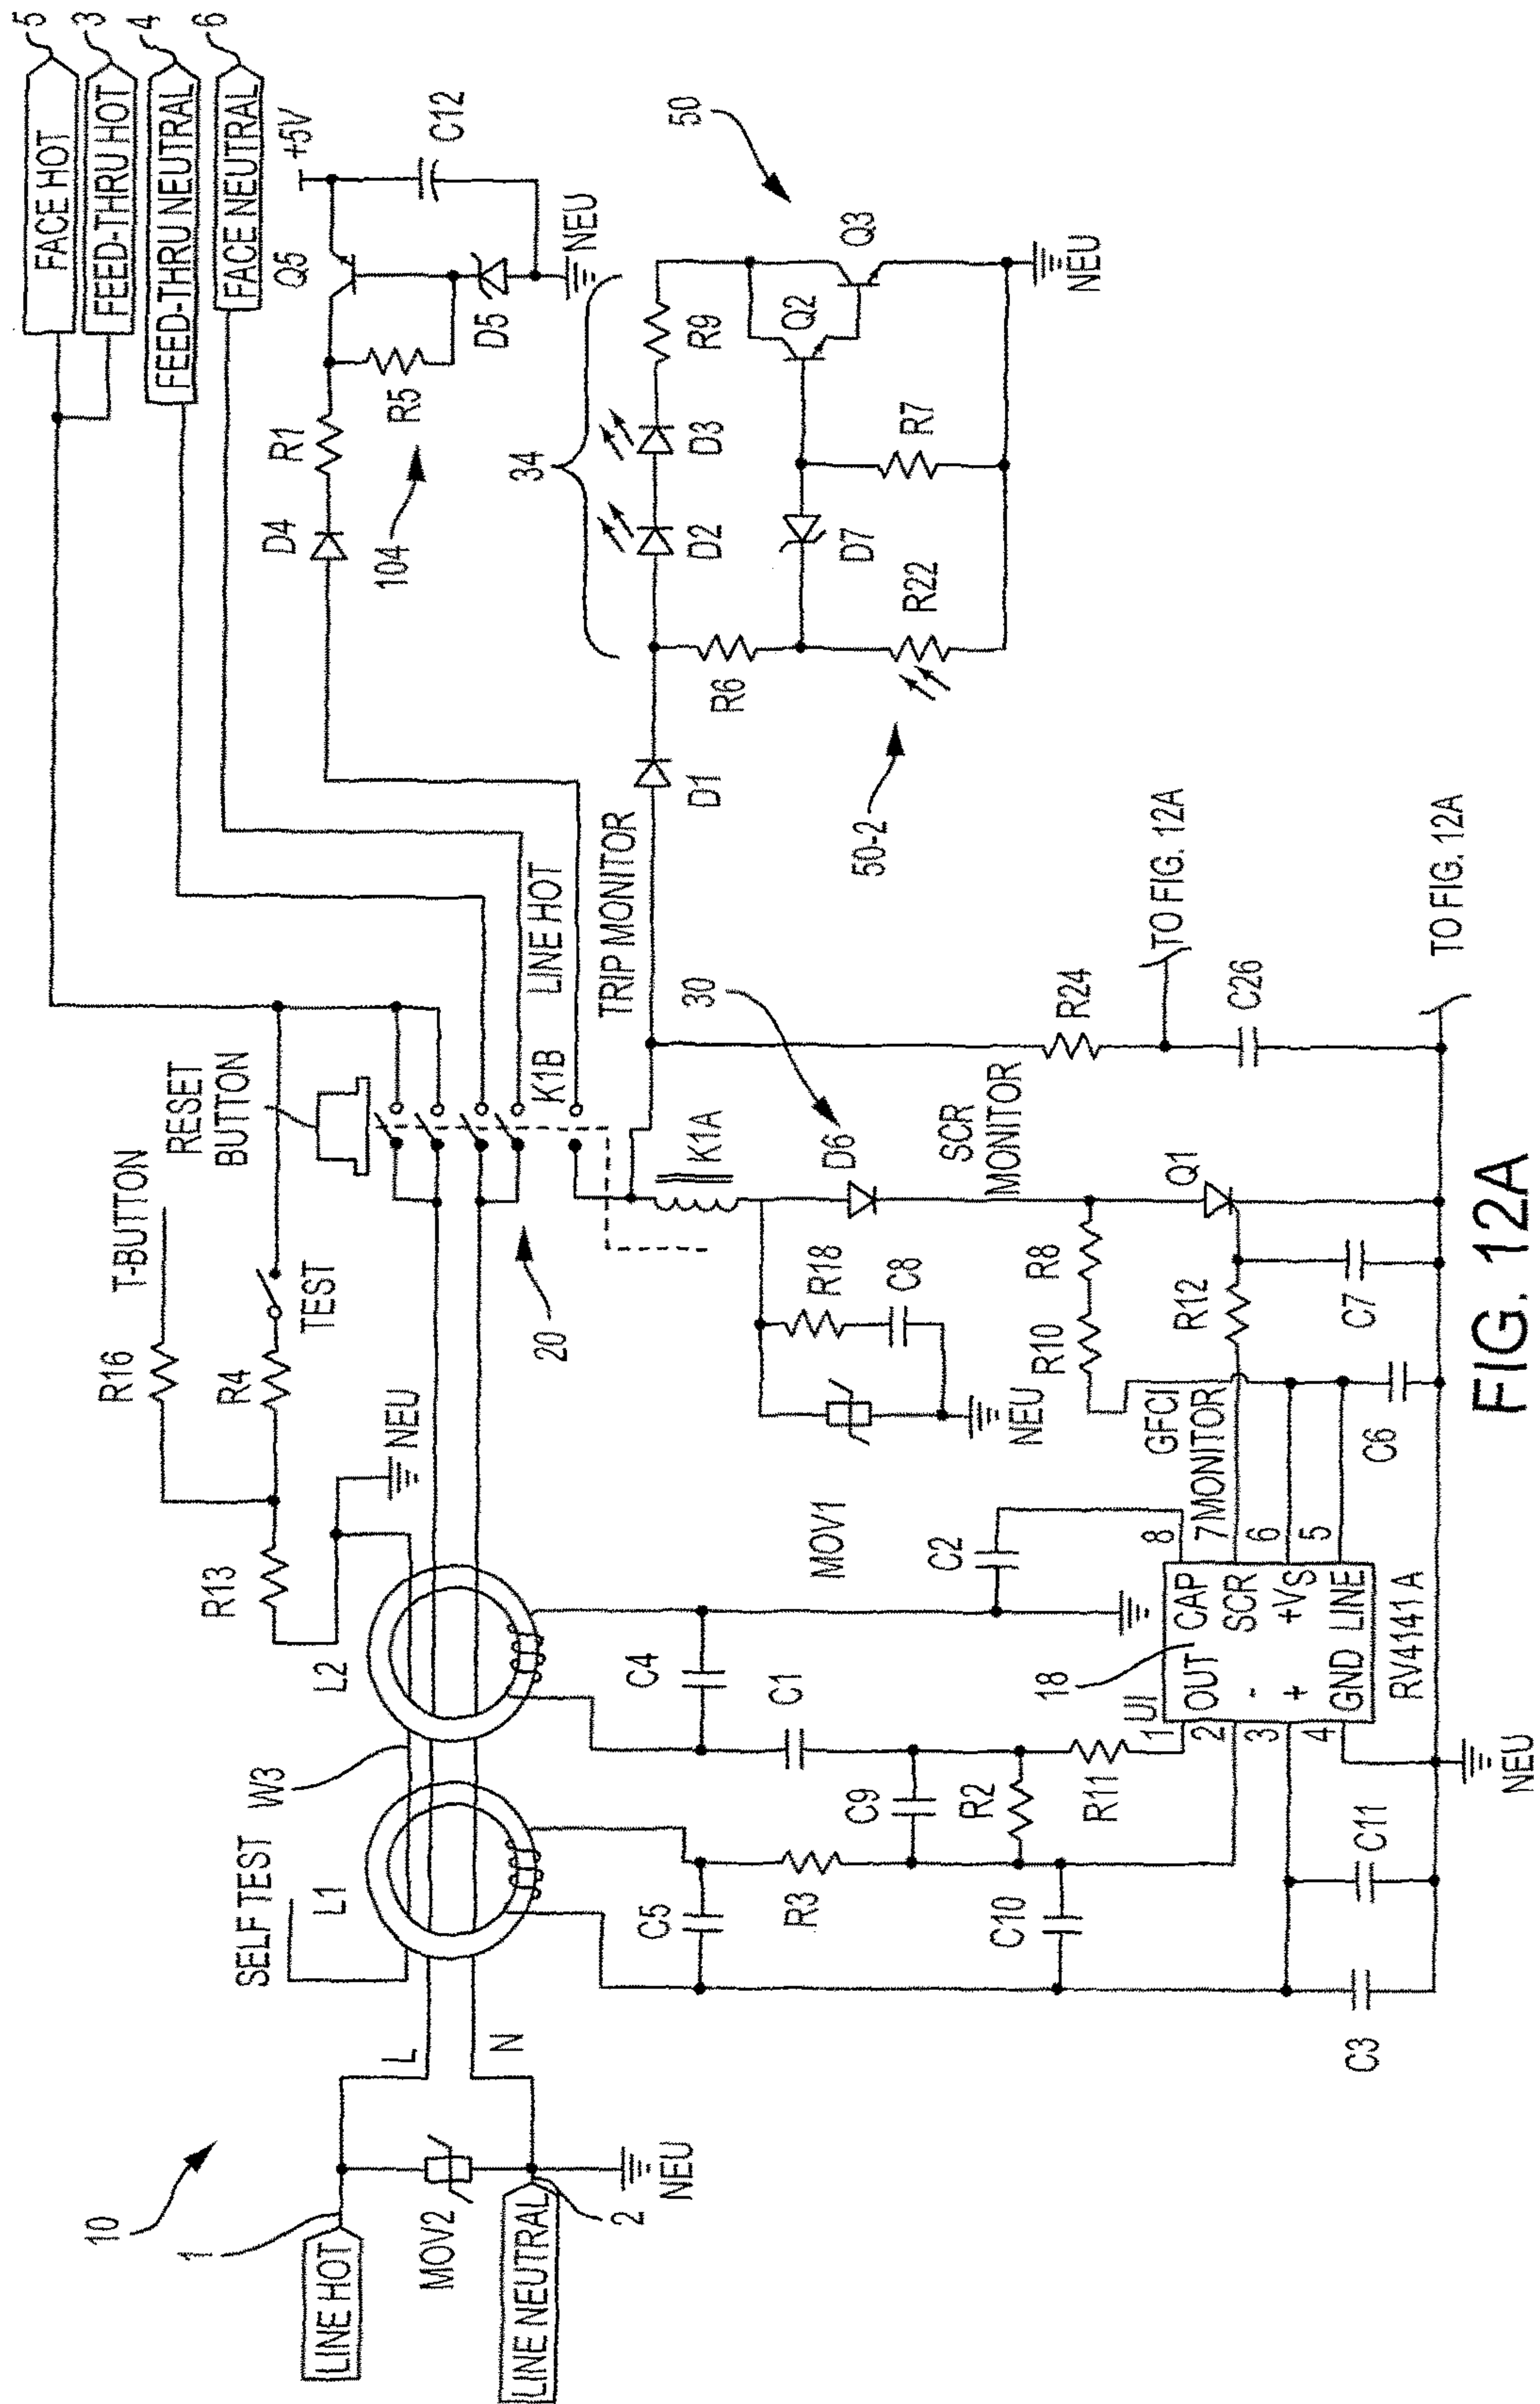 10
1
LINE HOT
MOV2
LINE NEUTRAL
2
NEU
L
N
SELF TEST
L1
W3
L2
R13
R16
T-BUTTON
R4
TEST
NEU
RESET
BUTTON
20
K1B
LINE HOT
TRIP MONITOR
FACE HOT
5
FEED-THRU HOT
3
FEED-THRU NEUTRAL
4
FACE NEUTRAL
6
D4
R1
R5
104
Q5
+5V
C12
D5
NEU
34
D1
D2
D3
R9
R6
D7
Q2
Q3
R7
R22
50
50-2
NEU
K1A
30
D6
SCR
MONITOR
R18
C8
NEU
MOV1
R8
R10
Q1
R12
C7
C6
GFCI
MONITOR
R24
C26
TO FIG. 12A
TO FIG. 12A
C5
C4
C1
C2
R3
C9
R2
R11
C10
C3
C11
NEU
18
U1
1
OUT
CAP
8
2
-
SCR
7
3
+
+VS
6
4
GND
LINE
5
RV4141A
FIG. 12A